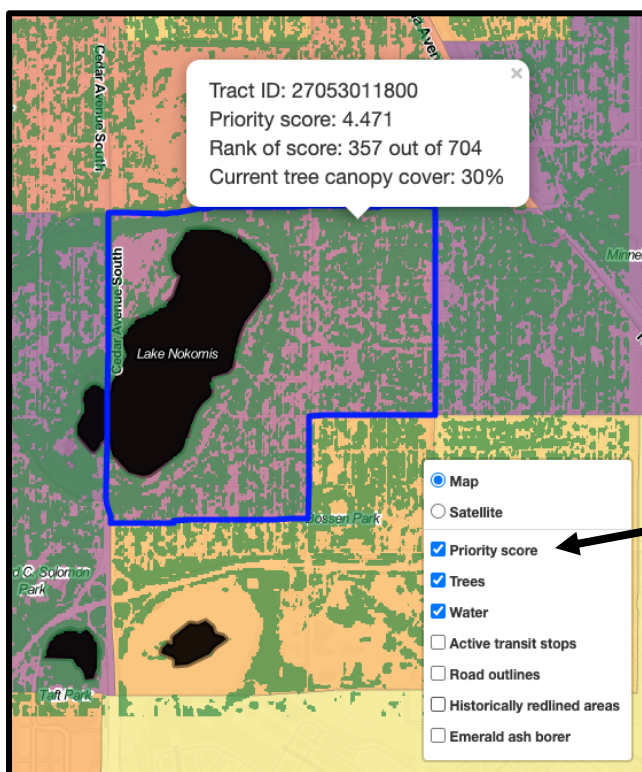 Cedar Avenue South
Tract ID: 27053011800
Priority score: 4.471
Rank of score: 357 out of 704
Current tree canopy cover: 30%
×
Cedar Avenue South
Lake Nokomis
Bossen Park
Map
Satellite
Priority score
Trees
Water
Active transit stops
Road outlines
Historically redlined areas
Emerald ash borer
d C. Solomon
Park
Taft Park